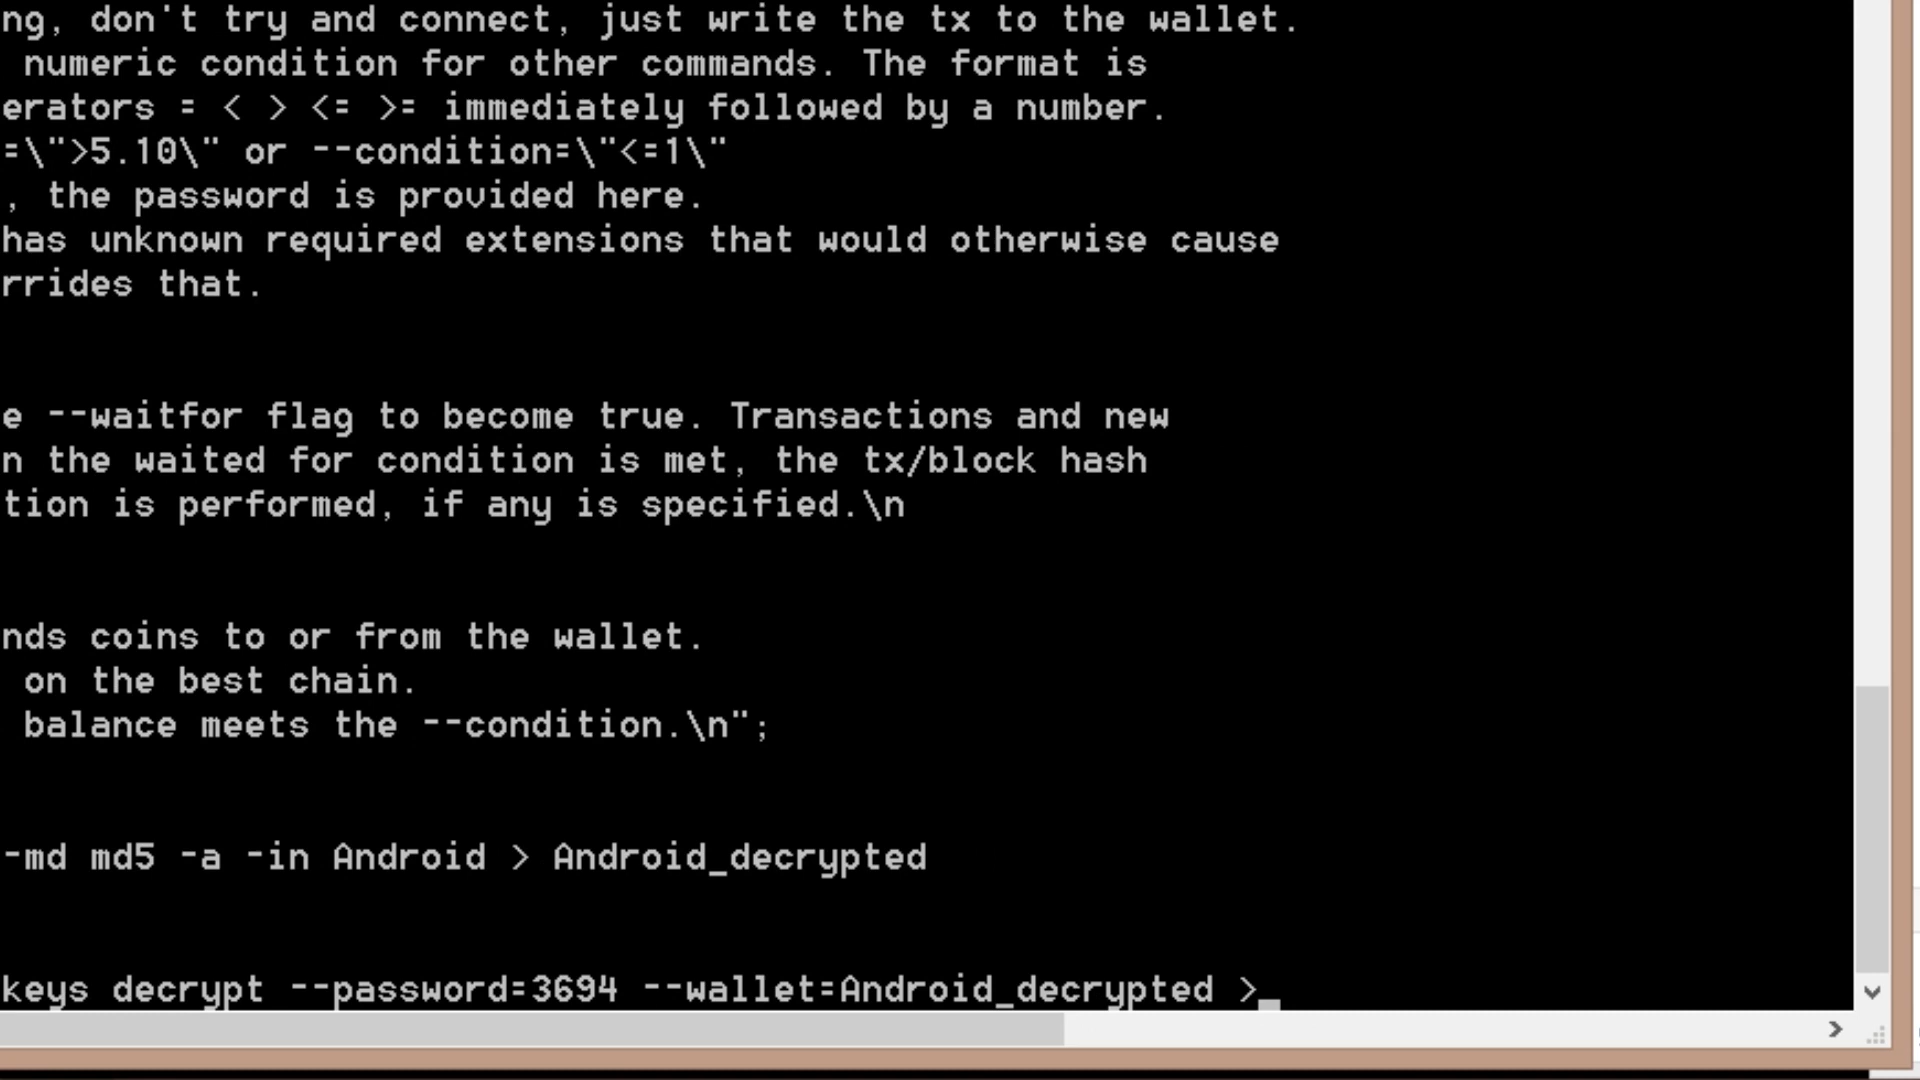 ng, don't try and connect, just write the tx to the wallet.
numeric condition for other commands. The format is
erators = < > <= >= immediately followed by a number.
=\">5.10\" or --condition=\"<=1\"
, the password is provided here.
has unknown required extensions that would otherwise cause
rrides that.
e --waitfor flag to become true. Transactions and new
n the waited for condition is met, the tx/block hash
tion is performed, if any is specified.\n
nds coins to or from the wallet.
on the best chain.
balance meets the --condition.\n";
-md md5 -a -in Android > Android_decrypted
keys decrypt --password=3694 --wallet=Android_decrypted >